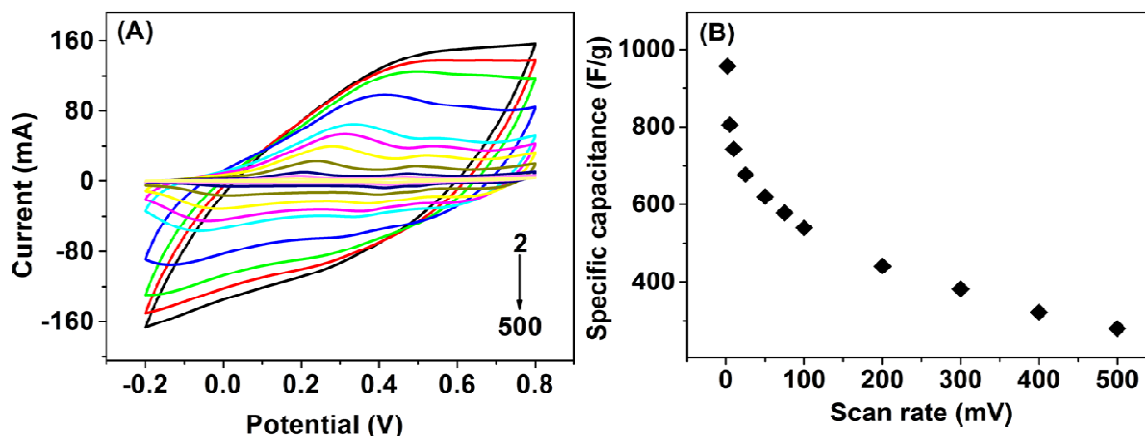 (A)
160
80
0
-80
-160
Current (mA)
2
500
-0.2 0.0 0.2 0.4 0.6 0.8
Potential (V)
(B)
1000
800
600
400
Specific capacitance (F/g)
0 100 200 300 400 500
Scan rate (mV)